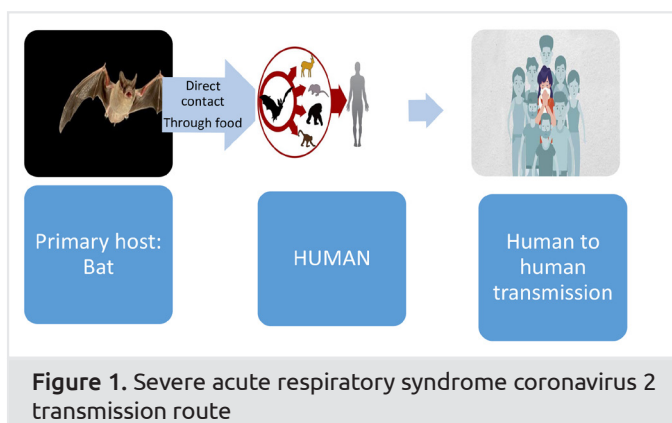 Direct
contact
Through food
Primary host:
Bat
HUMAN
Human to
human
transmission
Figure 1. Severe acute respiratory syndrome coronavirus 2
transmission route